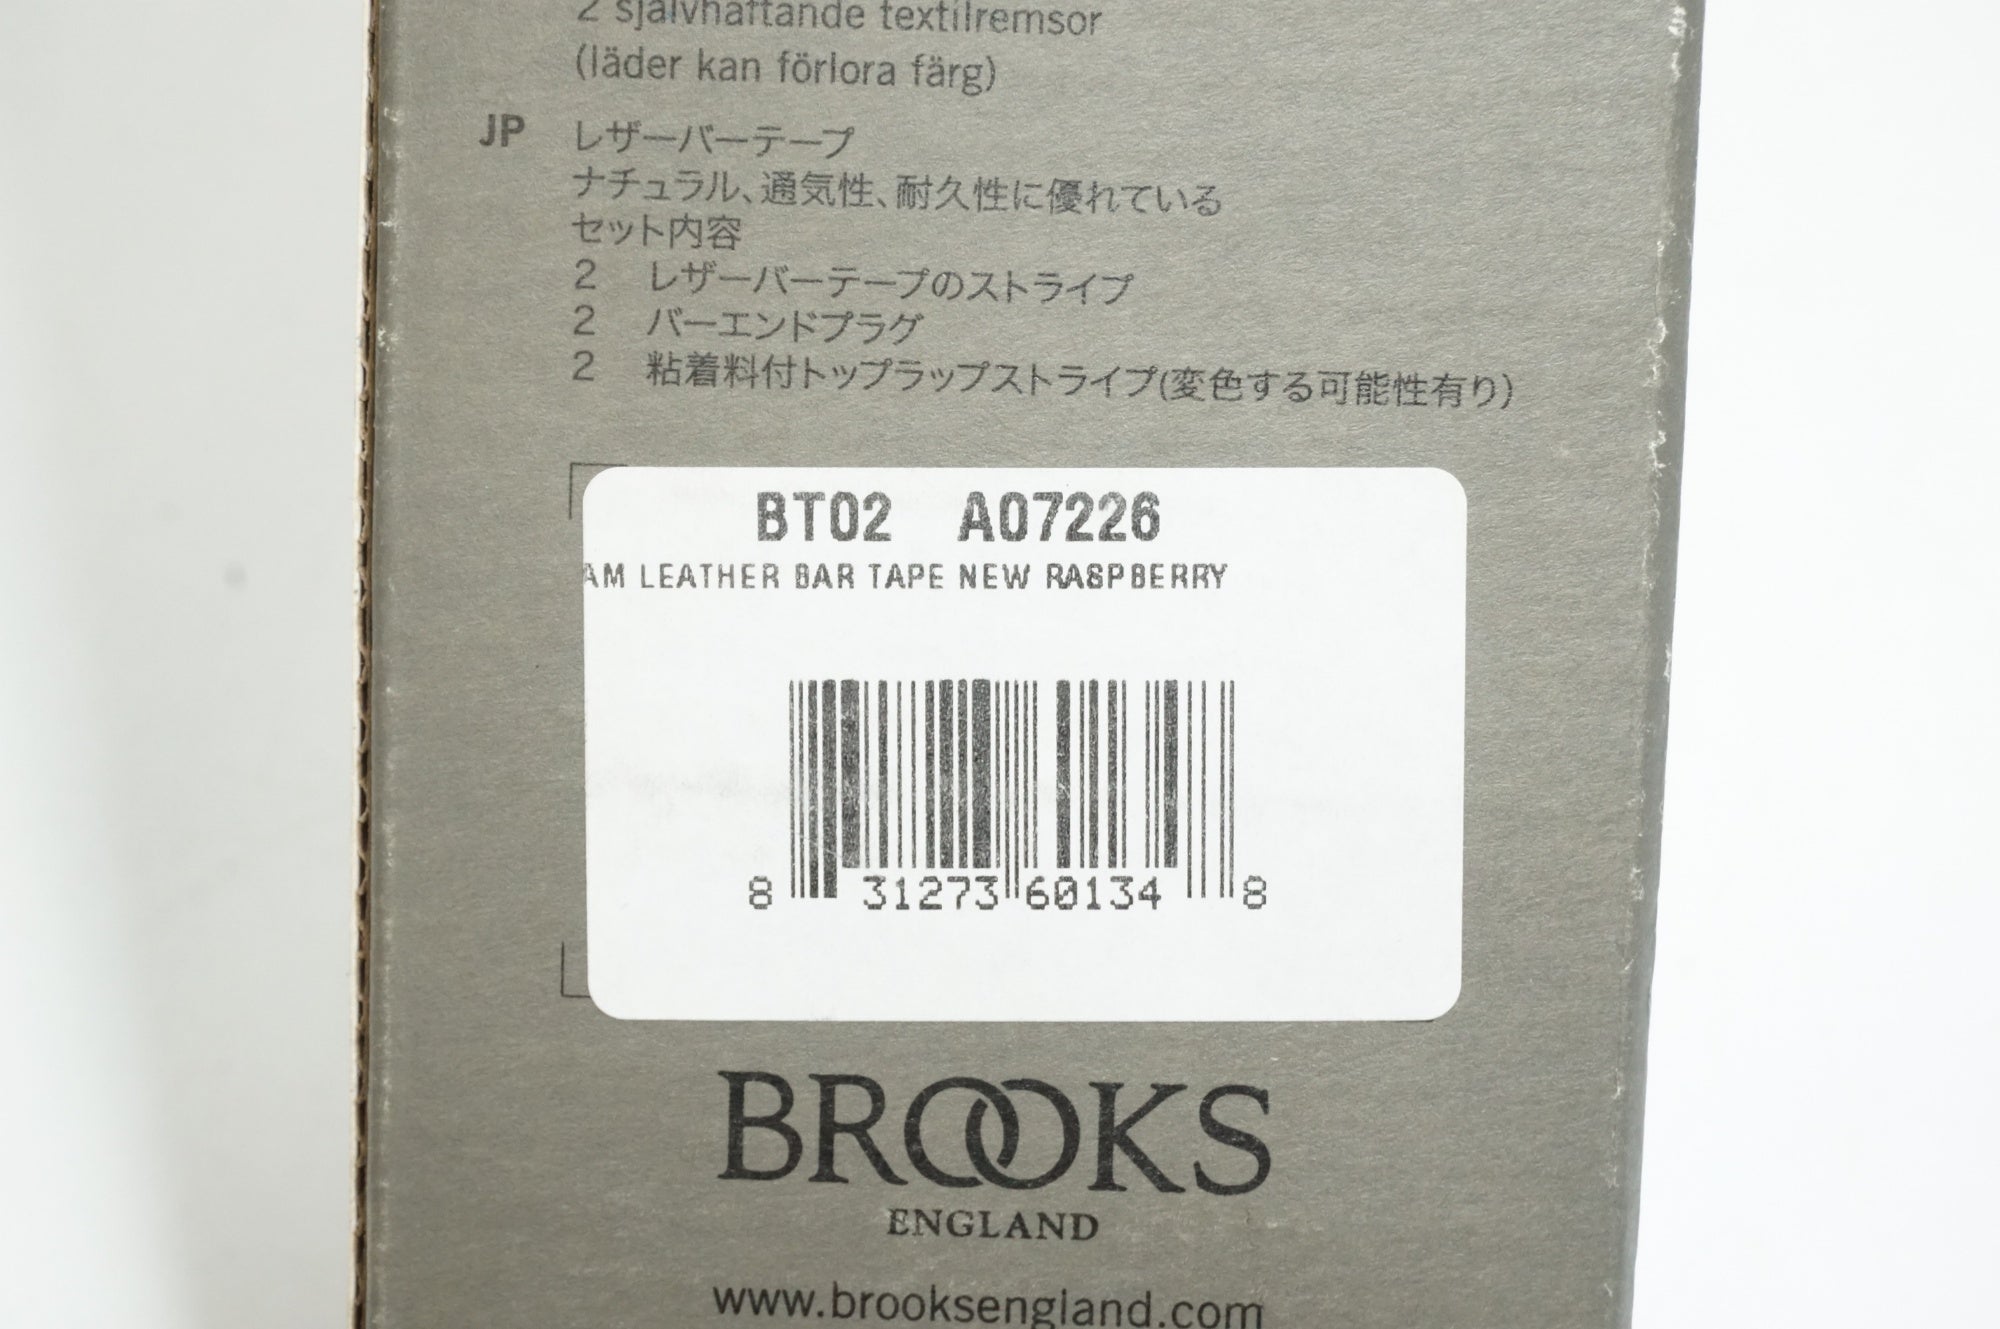 2 självhäftande textilremsor
(läder kan förlora färg)
JP レザーバーテープ
ナチュラル、通気性、耐久性に優れている
セット内容
2 レザーバーテープのストライプ
2 バーエンドプラグ
2 粘着料付トップラップストライプ(変色する可能性有り)
BT02 A07226
AM LEATHER BAR TAPE NEW RASPBERRY
8 31273 60134 8
BROOKS
ENGLAND
www.brooksengland.com